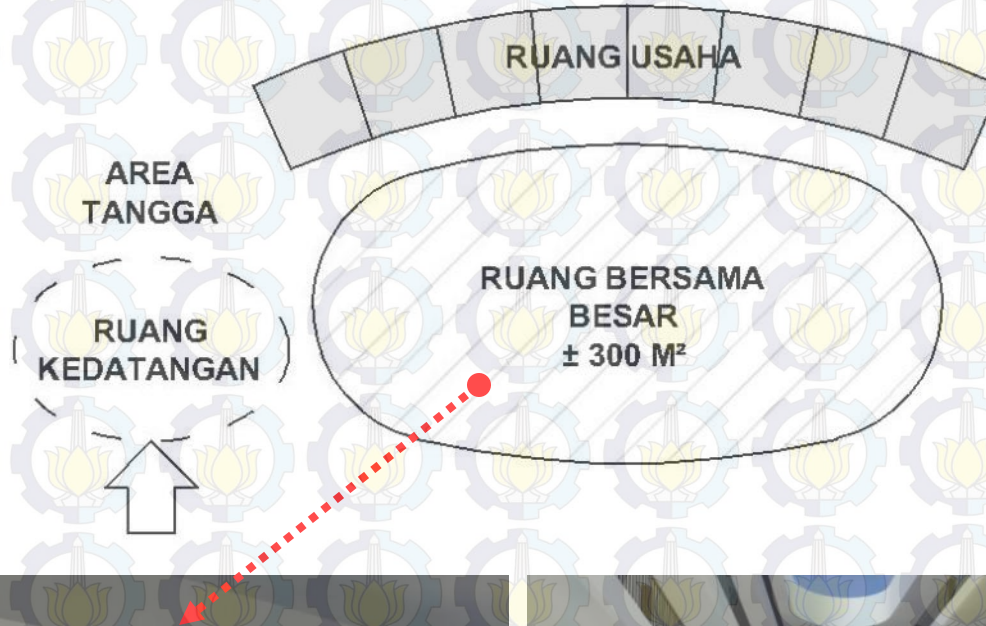 RUANG USAHA
AREA
TANGGA
RUANG BERSAMA
BESAR
± 300 M²
RUANG
KEDATANGAN